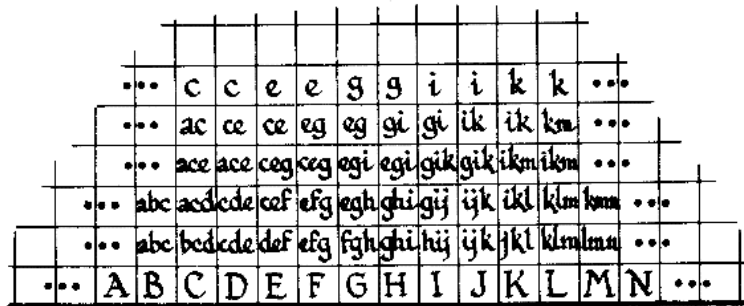 ... c c e e g g i i k k ...
... ac ce ce eg eg gi gi ik ik km ...
... ace ace ceg ceg egi egi gik gik ikm ikm ...
... abc acd cde cef efg egh ghi gij ijk ikl klm kmn ...
... abc bcd cde def efg fgh ghi hij ijk jkl klm lmn ...
... A B C D E F G H I J K L M N ...